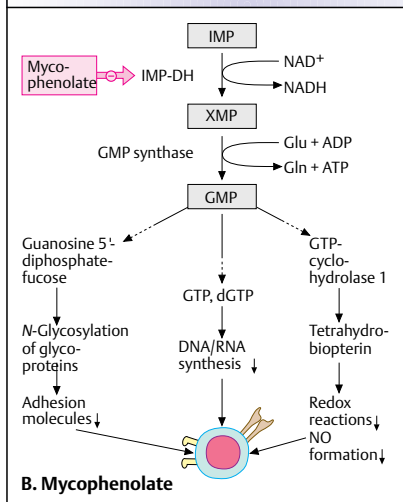 IMP
Myco-
phenolate
IMP-DH
NAD+
NADH
XMP
GMP synthase
Glu + ADP
Gln + ATP
GMP
Guanosine 5'-
diphosphate-
fucose
GTP, dGTP
GTP-
cyclo-
hydrolase 1
N-Glycosylation
of glyco-
proteins
DNA/RNA
synthesis ↓
Tetrahydro-
biopterin
Adhesion
molecules ↓
Redox
reactions ↓
NO
formation ↓
B. Mycophenolate